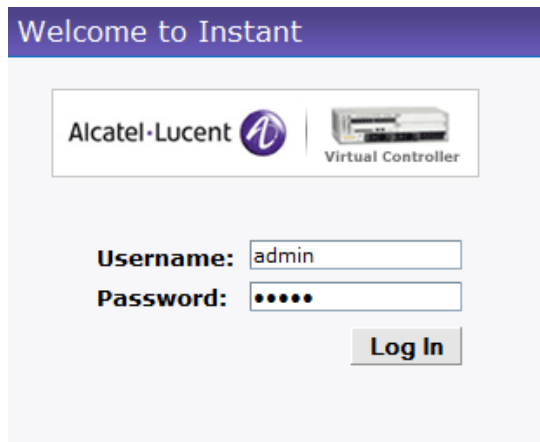 Welcome to Instant
Alcatel·Lucent
Virtual Controller
Username: admin
Password: •••••
Log In